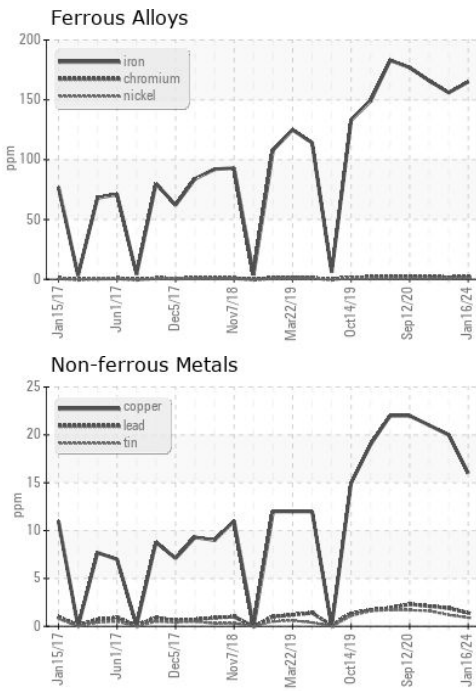 Ferrous Alloys
200
150
100
50
0
ppm
iron
chromium
nickel
Jan15/17
Jun1/17
Dec5/17
Nov7/18
Mar22/19
Oct14/19
Sep12/20
Jan16/24
Non-ferrous Metals
25
20
15
10
5
0
ppm
copper
lead
tin
Jan15/17
Jun1/17
Dec5/17
Nov7/18
Mar22/19
Oct14/19
Sep12/20
Jan16/24